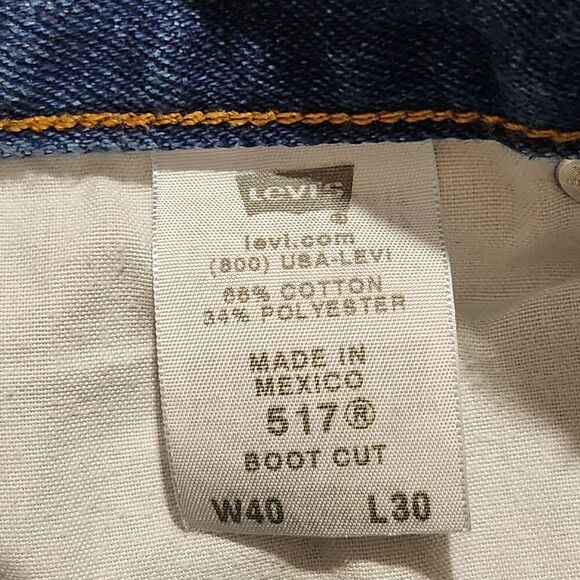 LEVI'S
®
levi.com
(800) USA-LEVI
66% COTTON
34% POLYESTER
MADE IN
MEXICO
517®
BOOT CUT
W40 L30